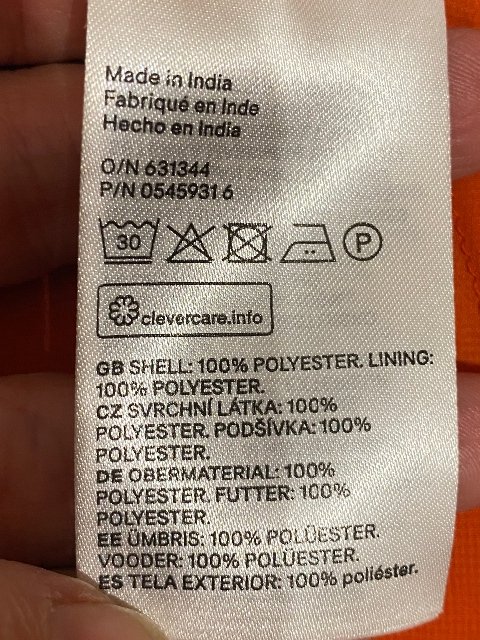 Made in India
Fabriqué en Inde
Hecho en India
O/N 631344
P/N 0545931 6
30 P
clevercare.info
GB SHELL: 100% POLYESTER. LINING:
100% POLYESTER.
CZ SVRCHNÍ LÁTKA: 100%
POLYESTER. PODŠÍVKA: 100%
POLYESTER.
DE OBERMATERIAL: 100%
POLYESTER. FUTTER: 100%
POLYESTER.
EE ÜMBRIS: 100% POLÜESTER.
VOODER: 100% POLÜESTER.
ES TELA EXTERIOR: 100% poliéster.